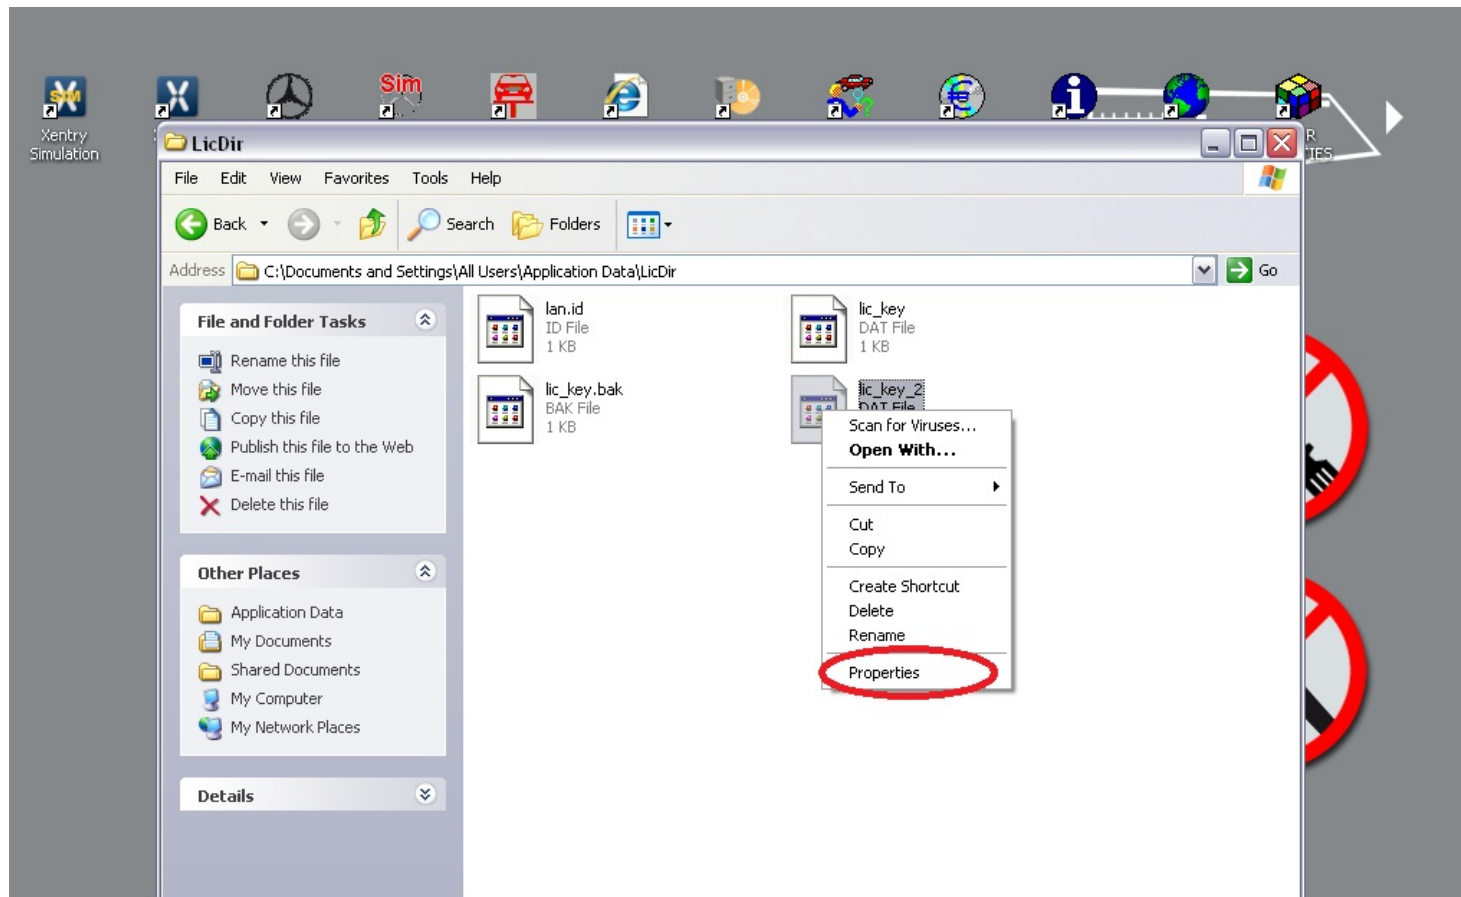 Sim
Xentry
Simulation
R
TIES
LicDir
File Edit View Favorites Tools Help
Back Search Folders
Address C:\Documents and Settings\All Users\Application Data\LicDir Go
File and Folder Tasks
Rename this file
Move this file
Copy this file
Publish this file to the Web
E-mail this file
Delete this file
Other Places
Application Data
My Documents
Shared Documents
My Computer
My Network Places
Details
lan.id
ID File
1 KB
lic_key
DAT File
1 KB
lic_key.bak
BAK File
1 KB
lic_key_2
DAT File
Scan for Viruses...
Open With...
Send To
Cut
Copy
Create Shortcut
Delete
Rename
Properties